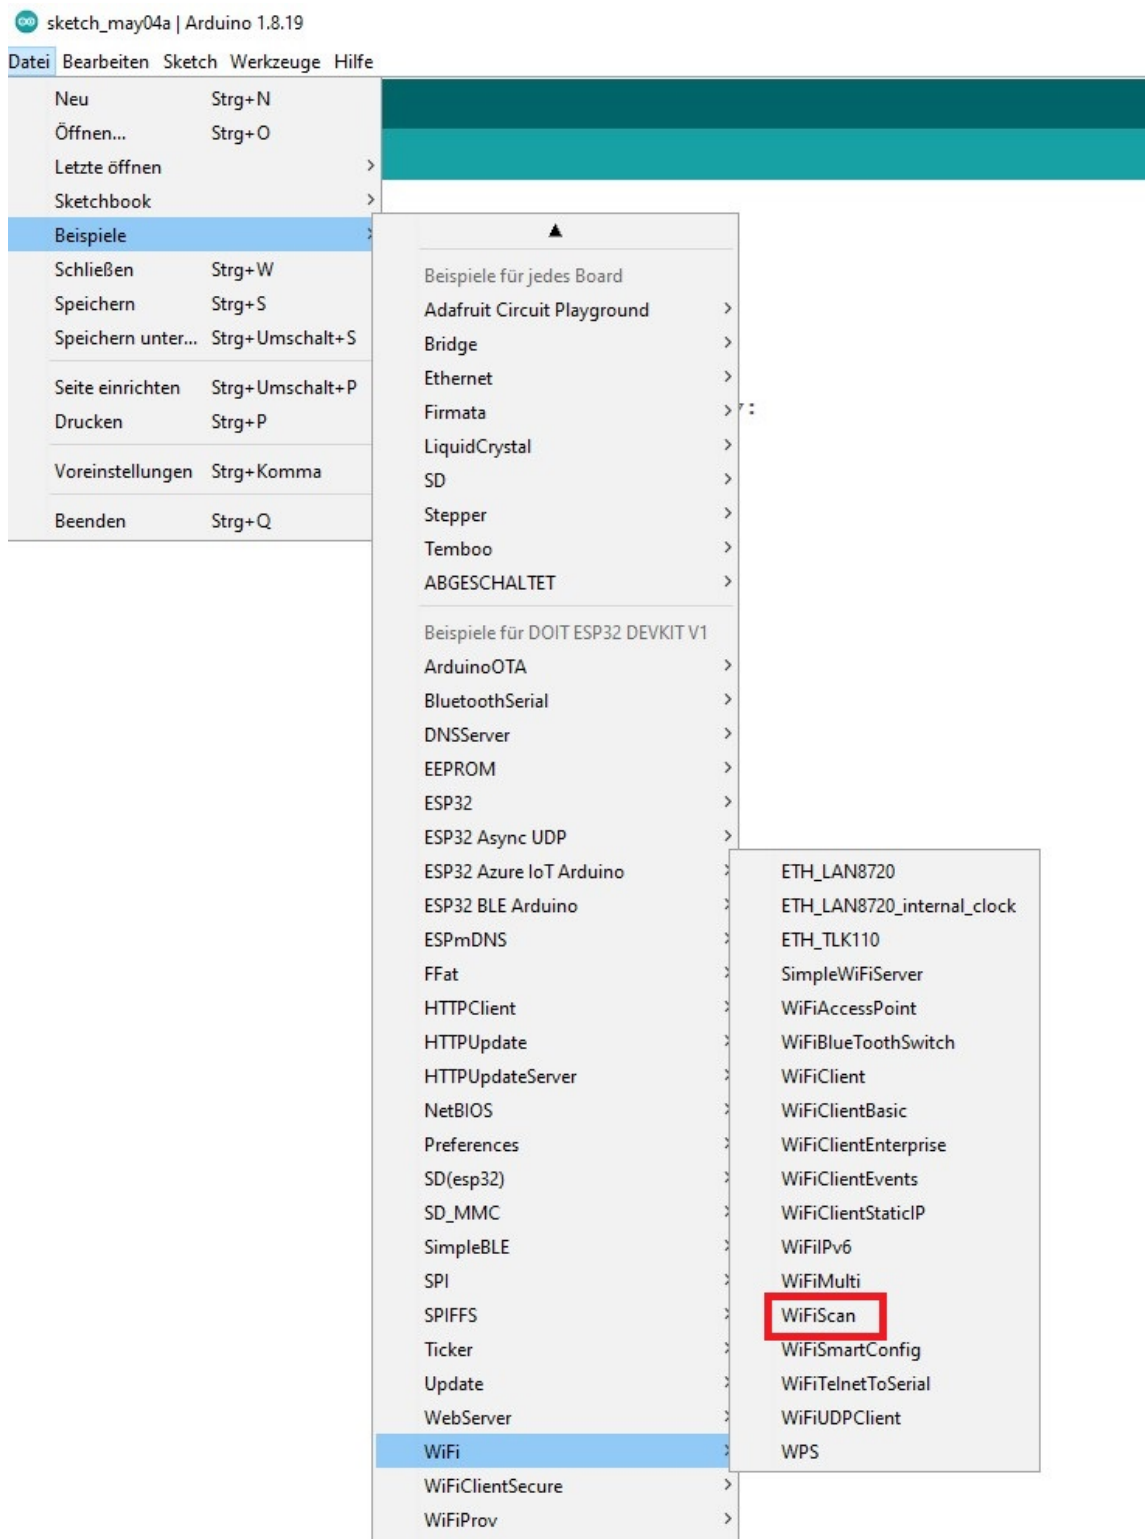 sketch_may04a | Arduino 1.8.19
Datei Bearbeiten Sketch Werkzeuge Hilfe
Neu Strg+N
Öffnen... Strg+O
Letzte öffnen
Sketchbook
Beispiele
Schließen Strg+W
Speichern Strg+S
Speichern unter... Strg+Umschalt+S
Seite einrichten Strg+Umschalt+P
Drucken Strg+P
Voreinstellungen Strg+Komma
Beenden Strg+Q
Beispiele für jedes Board
Adafruit Circuit Playground
Bridge
Ethernet
Firmata
LiquidCrystal
SD
Stepper
Temboo
ABGESCHALTET
Beispiele für DOIT ESP32 DEVKIT V1
ArduinoOTA
BluetoothSerial
DNSServer
EEPROM
ESP32
ESP32 Async UDP
ESP32 Azure IoT Arduino
ESP32 BLE Arduino
ESPmDNS
FFat
HTTPClient
HTTPUpdate
HTTPUpdateServer
NetBIOS
Preferences
SD(esp32)
SD_MMC
SimpleBLE
SPI
SPIFFS
Ticker
Update
WebServer
WiFi
WiFiClientSecure
WiFiProv
ETH_LAN8720
ETH_LAN8720_internal_clock
ETH_TLK110
SimpleWiFiServer
WiFiAccessPoint
WiFiBlueToothSwitch
WiFiClient
WiFiClientBasic
WiFiClientEnterprise
WiFiClientEvents
WiFiClientStaticIP
WiFiIPv6
WiFiMulti
WiFiScan
WiFiSmartConfig
WiFiTelnetToSerial
WiFiUDPClient
WPS